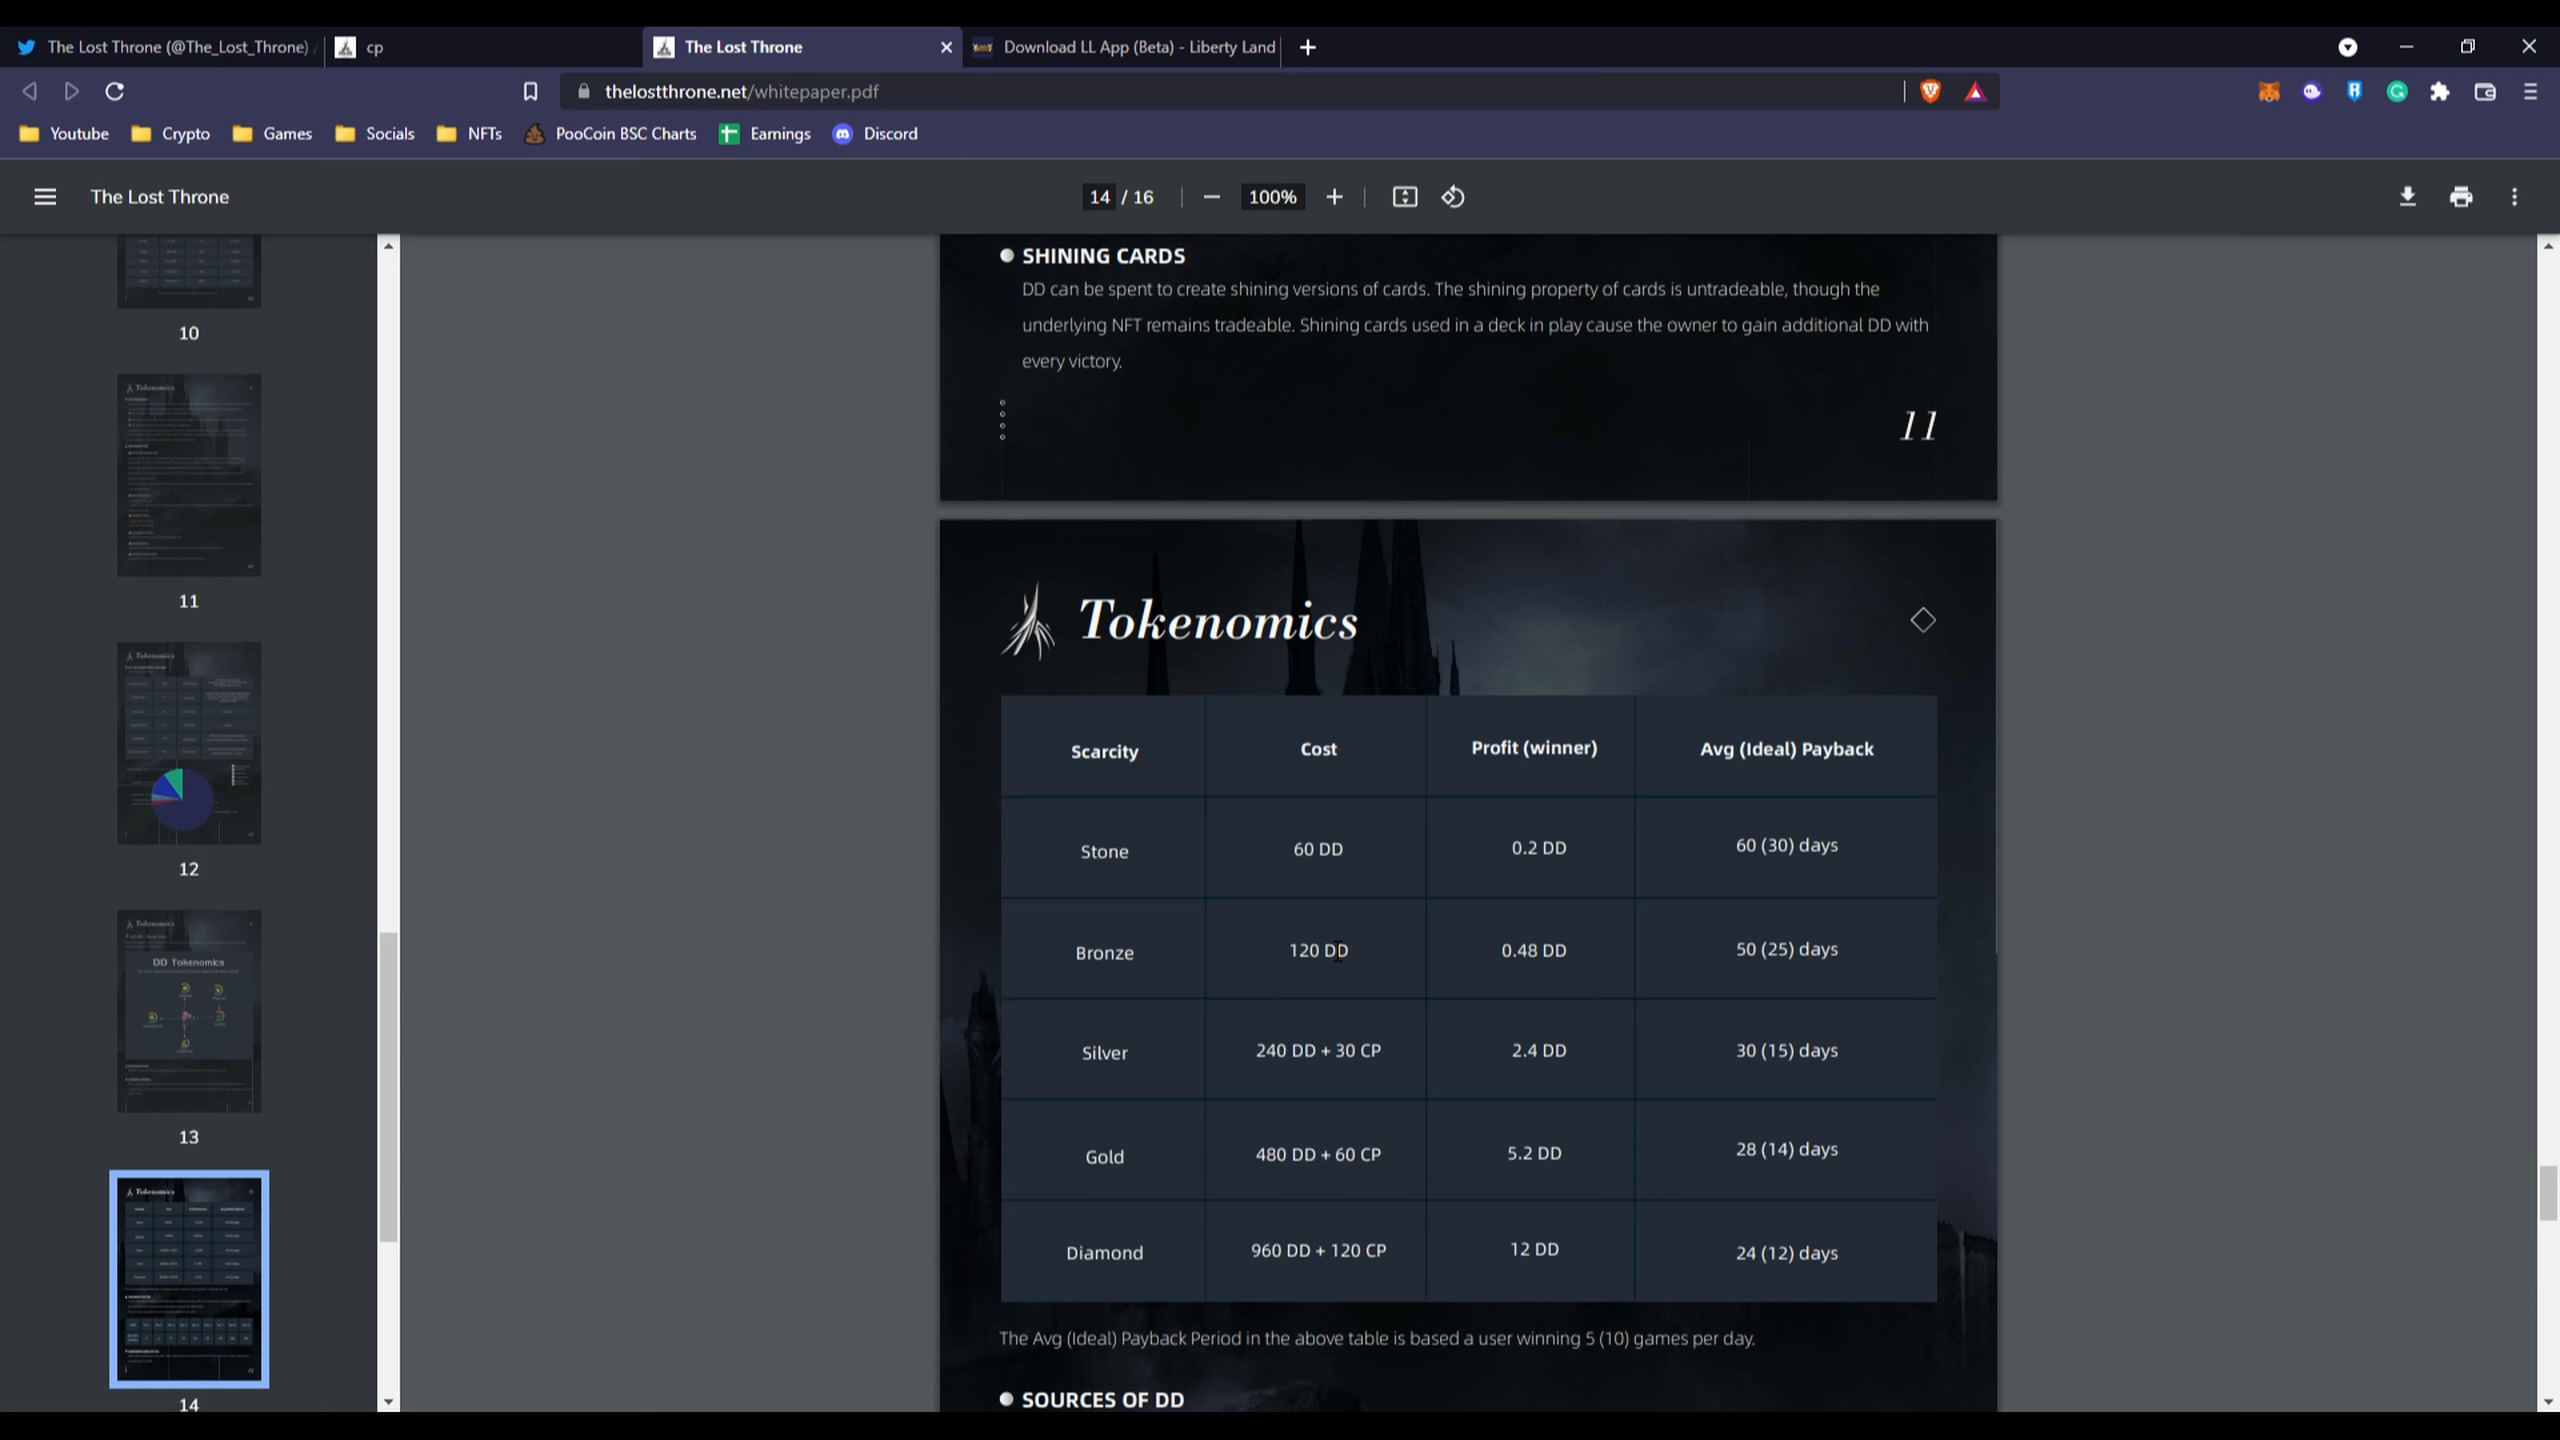 The Lost Throne (@The_Lost_Throne) /
cp
The Lost Throne
Download LL App (Beta) - Liberty Land
thelostthrone.net/whitepaper.pdf
Youtube Crypto Games Socials NFTs PooCoin BSC Charts Earnings Discord
The Lost Throne
14 / 16
100%
10
Tokenomics
11
Tokenomics
12
Tokenomics
DD Tokenomics
13
Tokenomics
14
SHINING CARDS
DD can be spent to create shining versions of cards. The shining property of cards is untradeable, though the
underlying NFT remains tradeable. Shining cards used in a deck in play cause the owner to gain additional DD with
every victory.
11
Tokenomics
Scarcity Cost Profit (winner) Avg (Ideal) Payback
Stone 60 DD 0.2 DD 60 (30) days
Bronze 120 DD 0.48 DD 50 (25) days
Silver 240 DD + 30 CP 2.4 DD 30 (15) days
Gold 480 DD + 60 CP 5.2 DD 28 (14) days
Diamond 960 DD + 120 CP 12 DD 24 (12) days
The Avg (Ideal) Payback Period in the above table is based a user winning 5 (10) games per day.
SOURCES OF DD